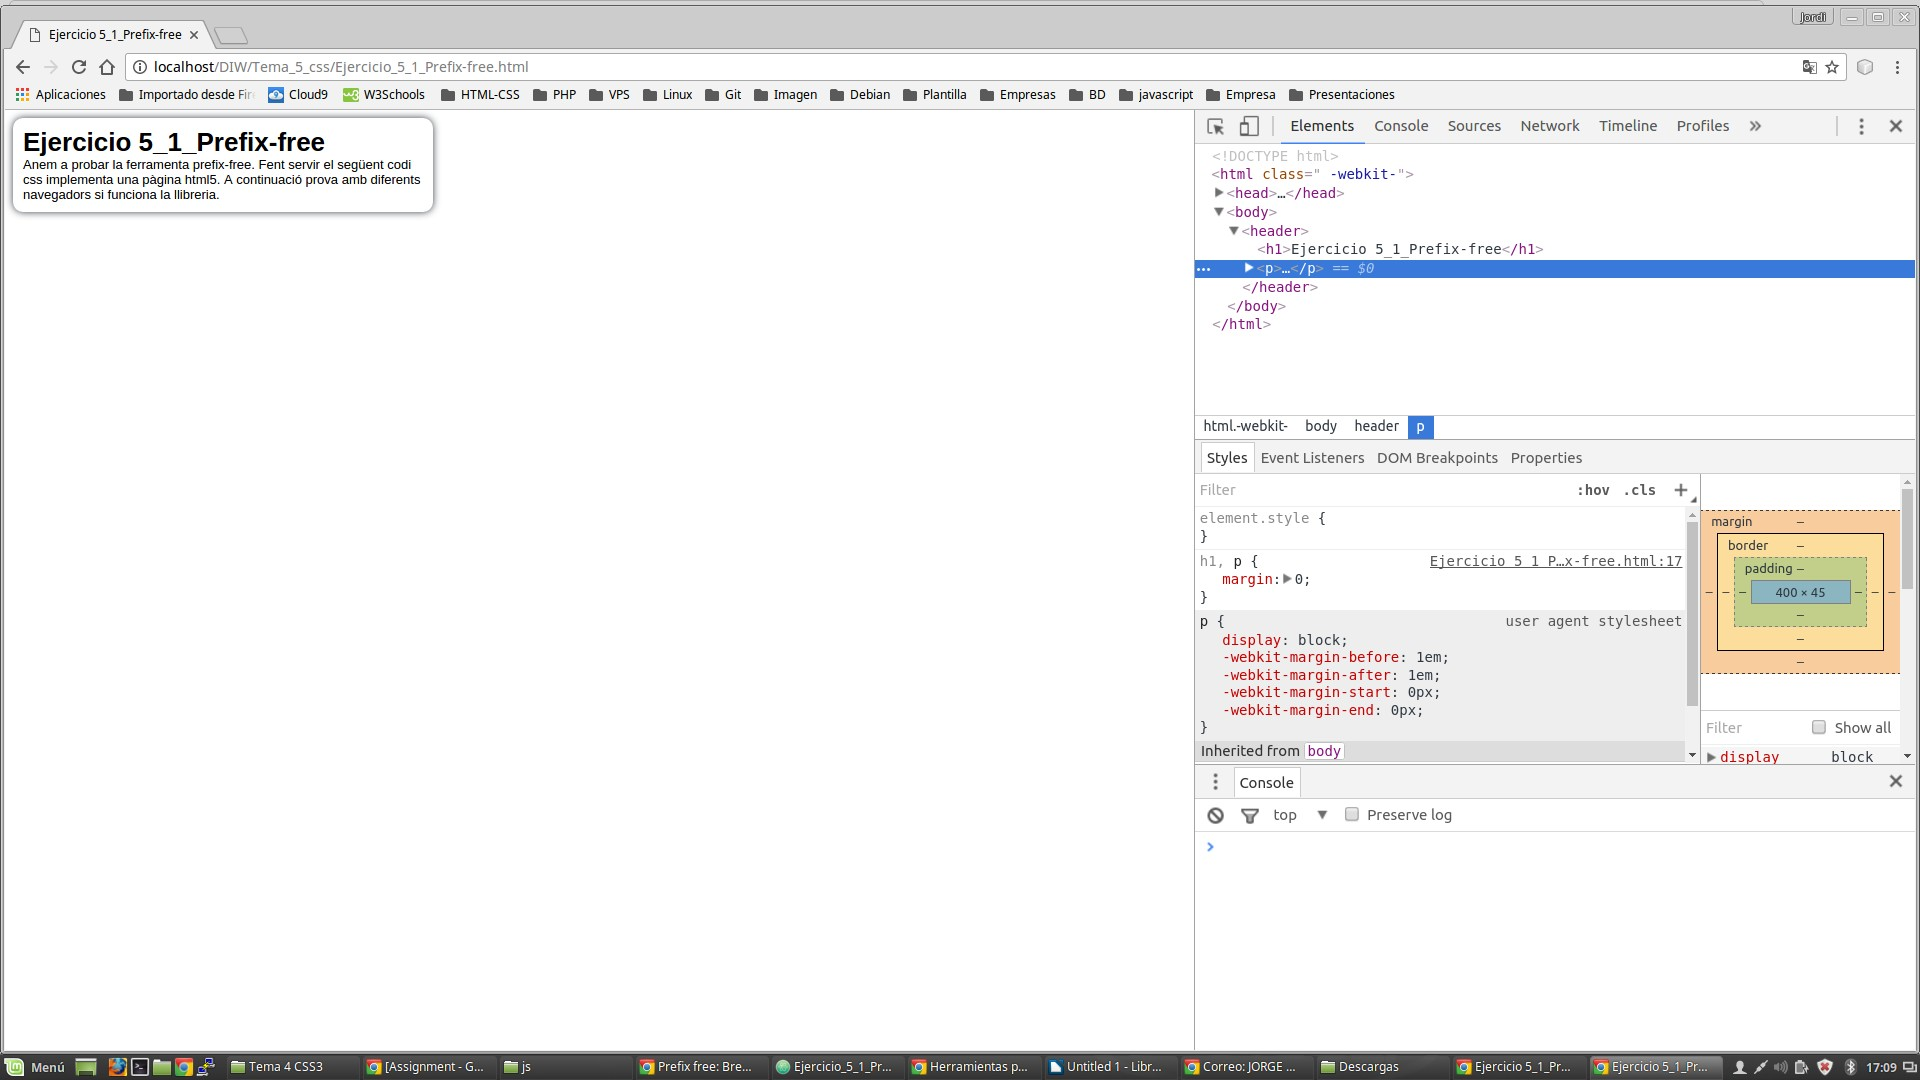 Jordi
Ejercicio 5_1_Prefix-free
localhost/DIW/Tema_5_css/Ejercicio_5_1_Prefix-free.html
Aplicaciones Importado desde Fir Cloud9 W3Schools HTML-CSS PHP VPS Linux Git Imagen Debian Plantilla Empresas BD javascript Empresa Presentaciones
Ejercicio 5_1_Prefix-free
Anem a probar la ferramenta prefix-free. Fent servir el següent codi
css implementa una pàgina html5. A continuació prova amb diferents
navegadors si funciona la llibreria.
Elements Console Sources Network Timeline Profiles »
<!DOCTYPE html>
<html class=" -webkit-">
<head>…</head>
<body>
<header>
<h1>Ejercicio 5_1_Prefix-free</h1>
<p>…</p> == $0
</header>
</body>
</html>
html.-webkit- body header p
Styles Event Listeners DOM Breakpoints Properties
Filter :hov .cls +
element.style {
}
h1, p { Ejercicio 5 1 P…x-free.html:17
margin: 0;
}
p { user agent stylesheet
display: block;
-webkit-margin-before: 1em;
-webkit-margin-after: 1em;
-webkit-margin-start: 0px;
-webkit-margin-end: 0px;
}
Inherited from body
margin –
border –
padding –
– – – 400 × 45 – – –
–
–
–
Filter Show all
display block
Console
top Preserve log
>
Menú Tema 4 CSS3 [Assignment - G... js Prefix free: Bre... Ejercicio_5_1_Pr... Herramientas p... Untitled 1 - Libr... Correo: JORGE ... Descargas Ejercicio 5_1_Pr... Ejercicio 5_1_Pr... 17:09